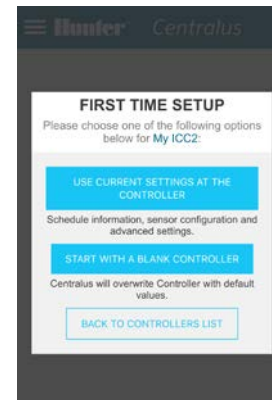 Hunter Centralus
FIRST TIME SETUP
Please choose one of the following options
below for My ICC2:
USE CURRENT SETTINGS AT THE
CONTROLLER
Schedule information, sensor configuration and
advanced settings.
START WITH A BLANK CONTROLLER
Centralus will overwrite Controller with default
values.
BACK TO CONTROLLERS LIST